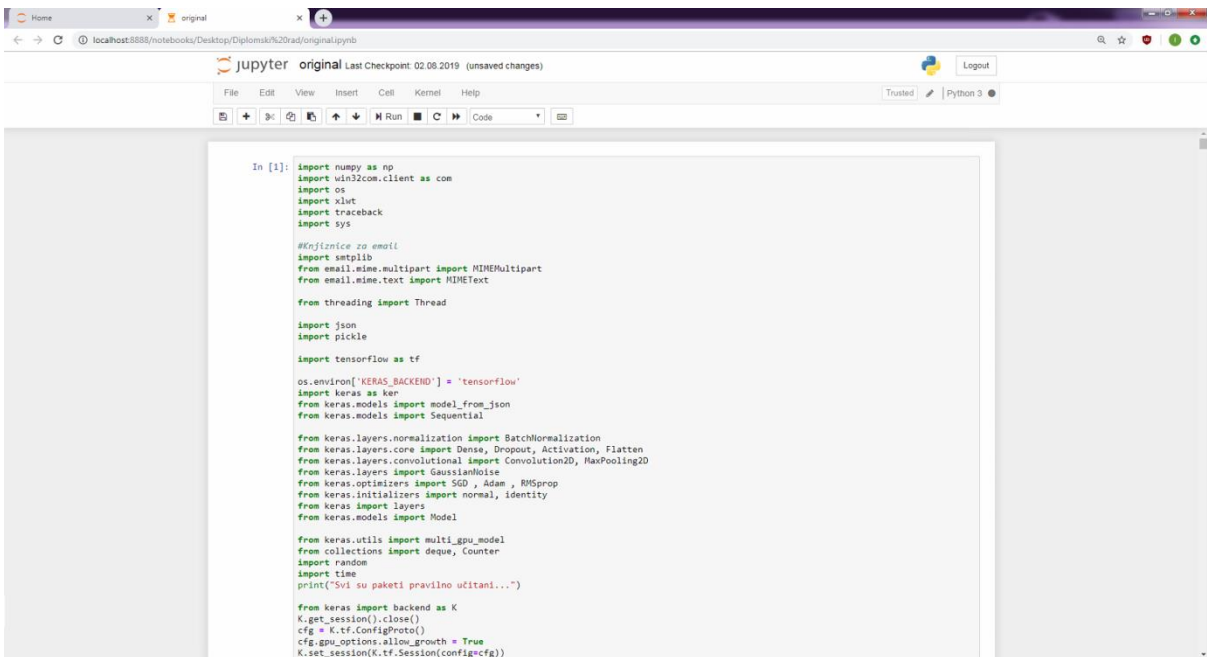 Home
original
localhost:8888/notebooks/Desktop/Diplomski%20rad/original.ipynb
jupyter original Last Checkpoint: 02.08.2019 (unsaved changes)
Logout
File Edit View Insert Cell Kernel Help
Trusted Python 3
Run Code
In [1]:
import numpy as np
import win32com.client as com
import os
import xlwt
import traceback
import sys
#Knjiznice za email
import smtplib
from email.mime.multipart import MIMEMultipart
from email.mime.text import MIMEText
from threading import Thread
import json
import pickle
import tensorflow as tf
os.environ['KERAS_BACKEND'] = 'tensorflow'
import keras as ker
from keras.models import model_from_json
from keras.models import Sequential
from keras.layers.normalization import BatchNormalization
from keras.layers.core import Dense, Dropout, Activation, Flatten
from keras.layers.convolutional import Convolution2D, MaxPooling2D
from keras.layers import GaussianNoise
from keras.optimizers import SGD , Adam , RMSprop
from keras.initializers import normal, identity
from keras import layers
from keras.models import Model
from keras.utils import multi_gpu_model
from collections import deque, Counter
import random
import time
print("Svi su paketi pravilno učitani...")
from keras import backend as K
K.get_session().close()
cfg = K.tf.ConfigProto()
cfg.gpu_options.allow_growth = True
K.set_session(K.tf.Session(config=cfg))